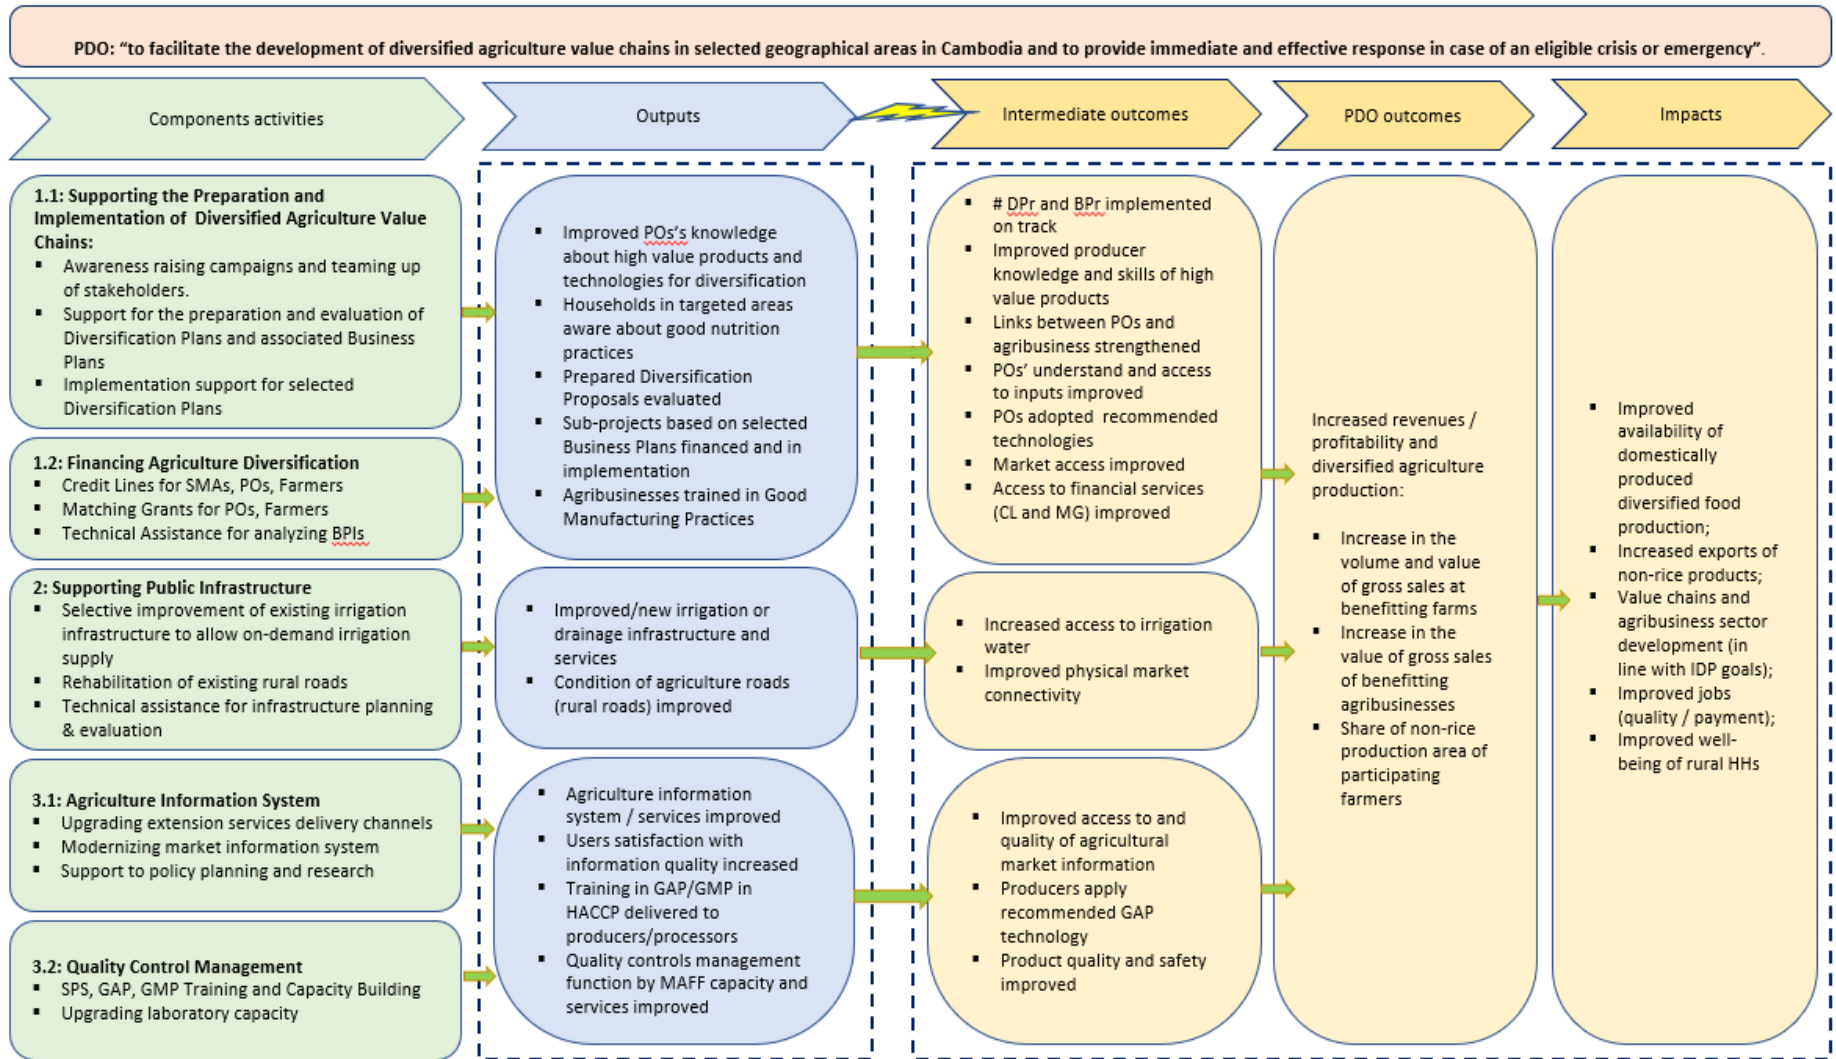 PDO: “to facilitate the development of diversified agriculture value chains in selected geographical areas in Cambodia and to provide immediate and effective response in case of an eligible crisis or emergency”.
Components activities
Outputs
Intermediate outcomes
PDO outcomes
Impacts
1.1: Supporting the Preparation and
Implementation of Diversified Agriculture Value
Chains:
▪ Awareness raising campaigns and teaming up
of stakeholders.
▪ Support for the preparation and evaluation of
Diversification Plans and associated Business
Plans
▪ Implementation support for selected
Diversification Plans
1.2: Financing Agriculture Diversification
▪ Credit Lines for SMAs, POs, Farmers
▪ Matching Grants for POs, Farmers
▪ Technical Assistance for analyzing BPIs
2: Supporting Public Infrastructure
▪ Selective improvement of existing irrigation
infrastructure to allow on-demand irrigation
supply
▪ Rehabilitation of existing rural roads
▪ Technical assistance for infrastructure planning
& evaluation
3.1: Agriculture Information System
▪ Upgrading extension services delivery channels
▪ Modernizing market information system
▪ Support to policy planning and research
3.2: Quality Control Management
▪ SPS, GAP, GMP Training and Capacity Building
▪ Upgrading laboratory capacity
▪ Improved POs’s knowledge
about high value products and
technologies for diversification
▪ Households in targeted areas
aware about good nutrition
practices
▪ Prepared Diversification
Proposals evaluated
▪ Sub-projects based on selected
Business Plans financed and in
implementation
▪ Agribusinesses trained in Good
Manufacturing Practices
▪ Improved/new irrigation or
drainage infrastructure and
services
▪ Condition of agriculture roads
(rural roads) improved
▪ Agriculture information
system / services improved
▪ Users satisfaction with
information quality increased
▪ Training in GAP/GMP in
HACCP delivered to
producers/processors
▪ Quality controls management
function by MAFF capacity and
services improved
▪ # DPr and BPr implemented
on track
▪ Improved producer
knowledge and skills of high
value products
▪ Links between POs and
agribusiness strengthened
▪ POs’ understand and access
to inputs improved
▪ POs adopted recommended
technologies
▪ Market access improved
▪ Access to financial services
(CL and MG) improved
▪ Increased access to irrigation
water
▪ Improved physical market
connectivity
▪ Improved access to and
quality of agricultural
market information
▪ Producers apply
recommended GAP
technology
▪ Product quality and safety
improved
Increased revenues /
profitability and
diversified agriculture
production:
▪ Increase in the
volume and value
of gross sales at
benefitting farms
▪ Increase in the
value of gross sales
of benefitting
agribusinesses
▪ Share of non-rice
production area of
participating
farmers
▪ Improved
availability of
domestically
produced
diversified food
production;
▪ Increased exports of
non-rice products;
▪ Value chains and
agribusiness sector
development (in
line with IDP goals);
▪ Improved jobs
(quality / payment);
▪ Improved well-
being of rural HHs